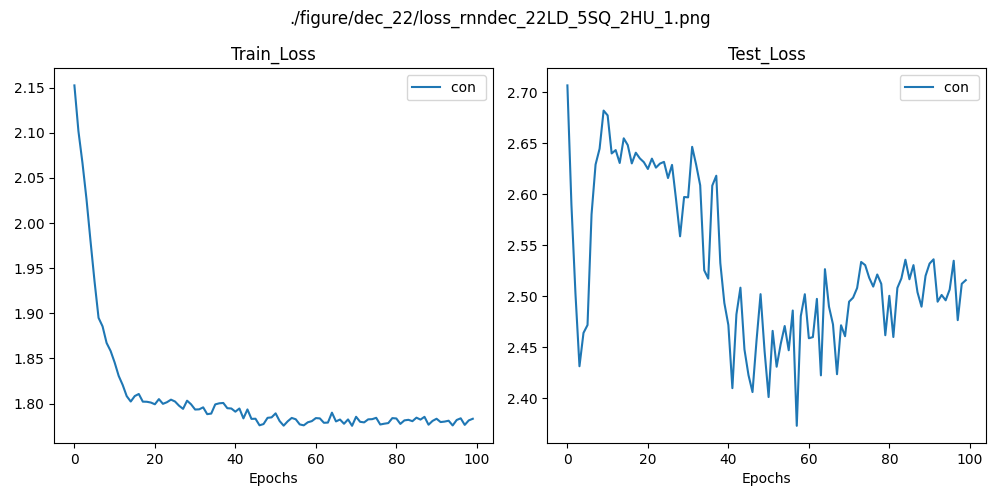 ./figure/dec_22/loss_rnndec_22LD_5SQ_2HU_1.png
Train_Loss
con
2.15
2.10
2.05
2.00
1.95
1.90
1.85
1.80
0 20 40 60 80 100
Epochs
Test_Loss
con
2.70
2.65
2.60
2.55
2.50
2.45
2.40
0 20 40 60 80 100
Epochs